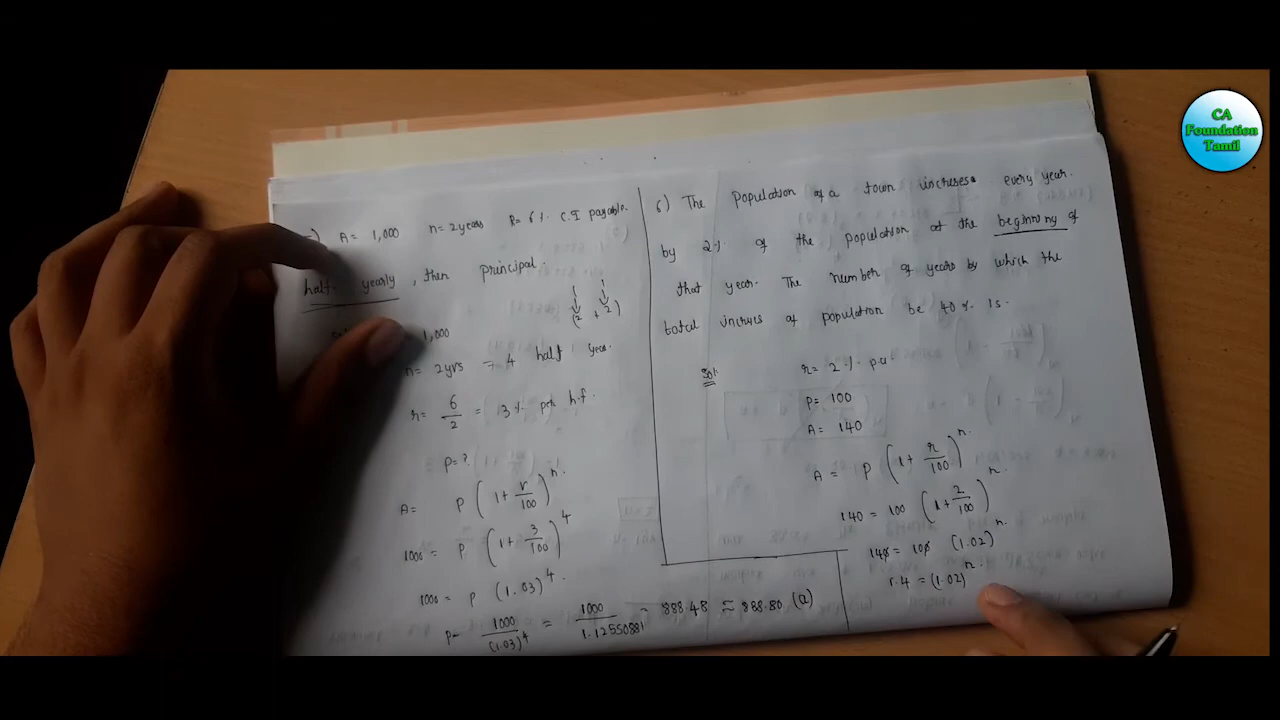 A = 1,000 n = 2 years R = 6 %. C.I payable
half yearly, then principal.
(2 + 2)
1,000
n = 2 yrs = 4 half year.
r = 6/2 = 3 % per h.f.
P = ?
A = P (1 + r/100)^n.
1000 = P (1 + 3/100)^4
1000 = P (1.03)^4.
P = 1000/(1.03)^4 = 1000/1.12550881 = 888.48 ≈ 888.80 (a)
6) The population of a town increses every year.
by 2%. of the population at the beginning of
that year. The number of years by which the
total increes of population be 40 %. Is.
Sol:
r = 2 %. p.a
P = 100
A = 140
A = P (1 + r/100)^n.
140 = 100 (1 + 2/100)^n
140 = 100 (1.02)^n.
1.4 = (1.02)^n.
CA
Foundation
Tamil